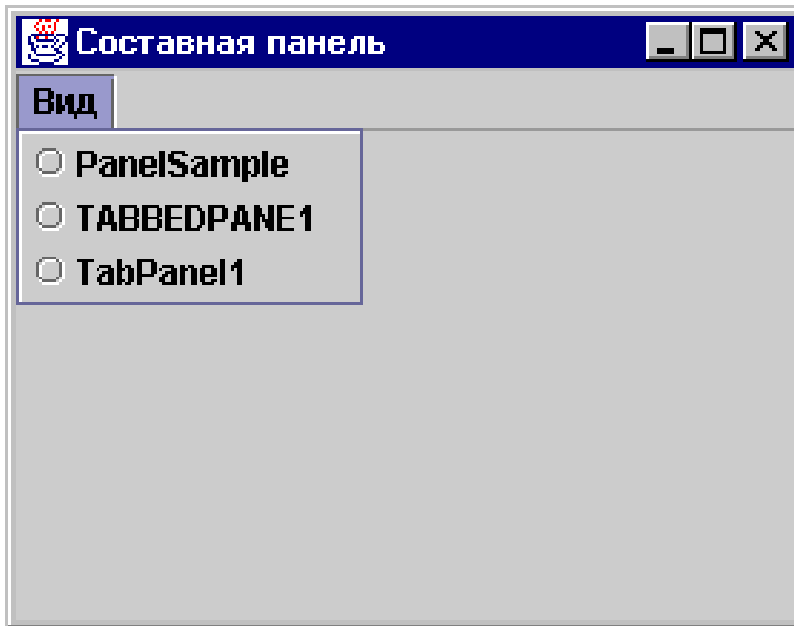 Составная панель
Вид
PanelSample
TABBEDPANE1
TabPanel1